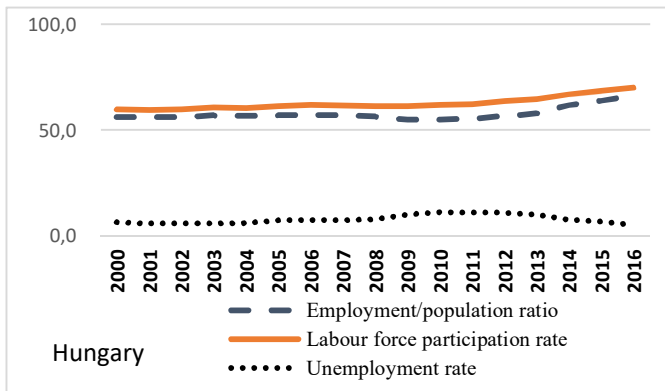 100,0
50,0
0,0
2000 2001 2002 2003 2004 2005 2006 2007 2008 2009 2010 2011 2012 2013 2014 2015 2016
Employment/population ratio
Labour force participation rate
Hungary
Unemployment rate